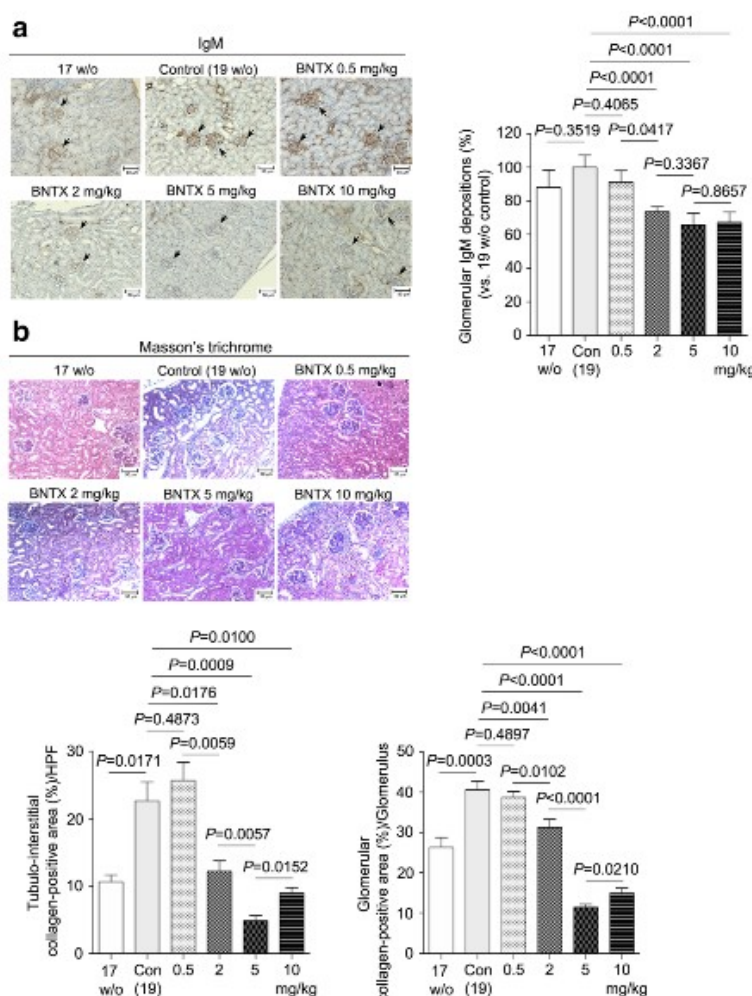 a
IgM
17 w/o
Control (19 w/o)
BNTX 0.5 mg/kg
BNTX 2 mg/kg
BNTX 5 mg/kg
BNTX 10 mg/kg
P<0.0001
P<0.0001
P<0.0001
P=0.4065
P=0.3519
P=0.0417
P=0.3367
P=0.8657
Glomerular IgM depositions (%)
(vs. 19 w/o control)
120
100
80
60
40
20
0
17 Con 0.5 2 5 10
w/o (19) mg/kg
b
Masson's trichrome
17 w/o
Control (19 w/o)
BNTX 0.5 mg/kg
BNTX 2 mg/kg
BNTX 5 mg/kg
BNTX 10 mg/kg
P=0.0100
P=0.0009
P=0.0176
P=0.4873
P=0.0171
P=0.0059
P=0.0057
P=0.0152
Tubulo-interstitial
collagen-positive area (%)/HPF
30
20
10
0
17 Con 0.5 2 5 10
w/o (19) mg/kg
P<0.0001
P<0.0001
P=0.0041
P=0.4897
P=0.0003
P=0.0102
P<0.0001
P=0.0210
Glomerular
collagen-positive area (%)/Glomerulus
50
40
30
20
10
0
17 Con 0.5 2 5 10
w/o (19) mg/kg